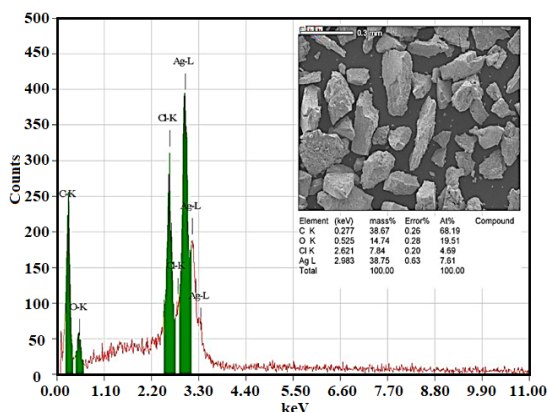 500
450
400
350
300
250
200
150
100
50
0
Counts
C-K
O-K
Cl-K
Cl-K
Ag-L
Ag-L
Ag-L
0.3 mm
Element (keV) mass% Error% At% Compound
C K 0.277 38.67 0.26 68.19
O K 0.525 14.74 0.28 19.51
Cl K 2.621 7.84 0.20 4.69
Ag L 2.983 38.75 0.63 7.61
Total 100.00 100.00
0.00 1.10 2.20 3.30 4.40 5.50 6.60 7.70 8.80 9.90 11.00
keV